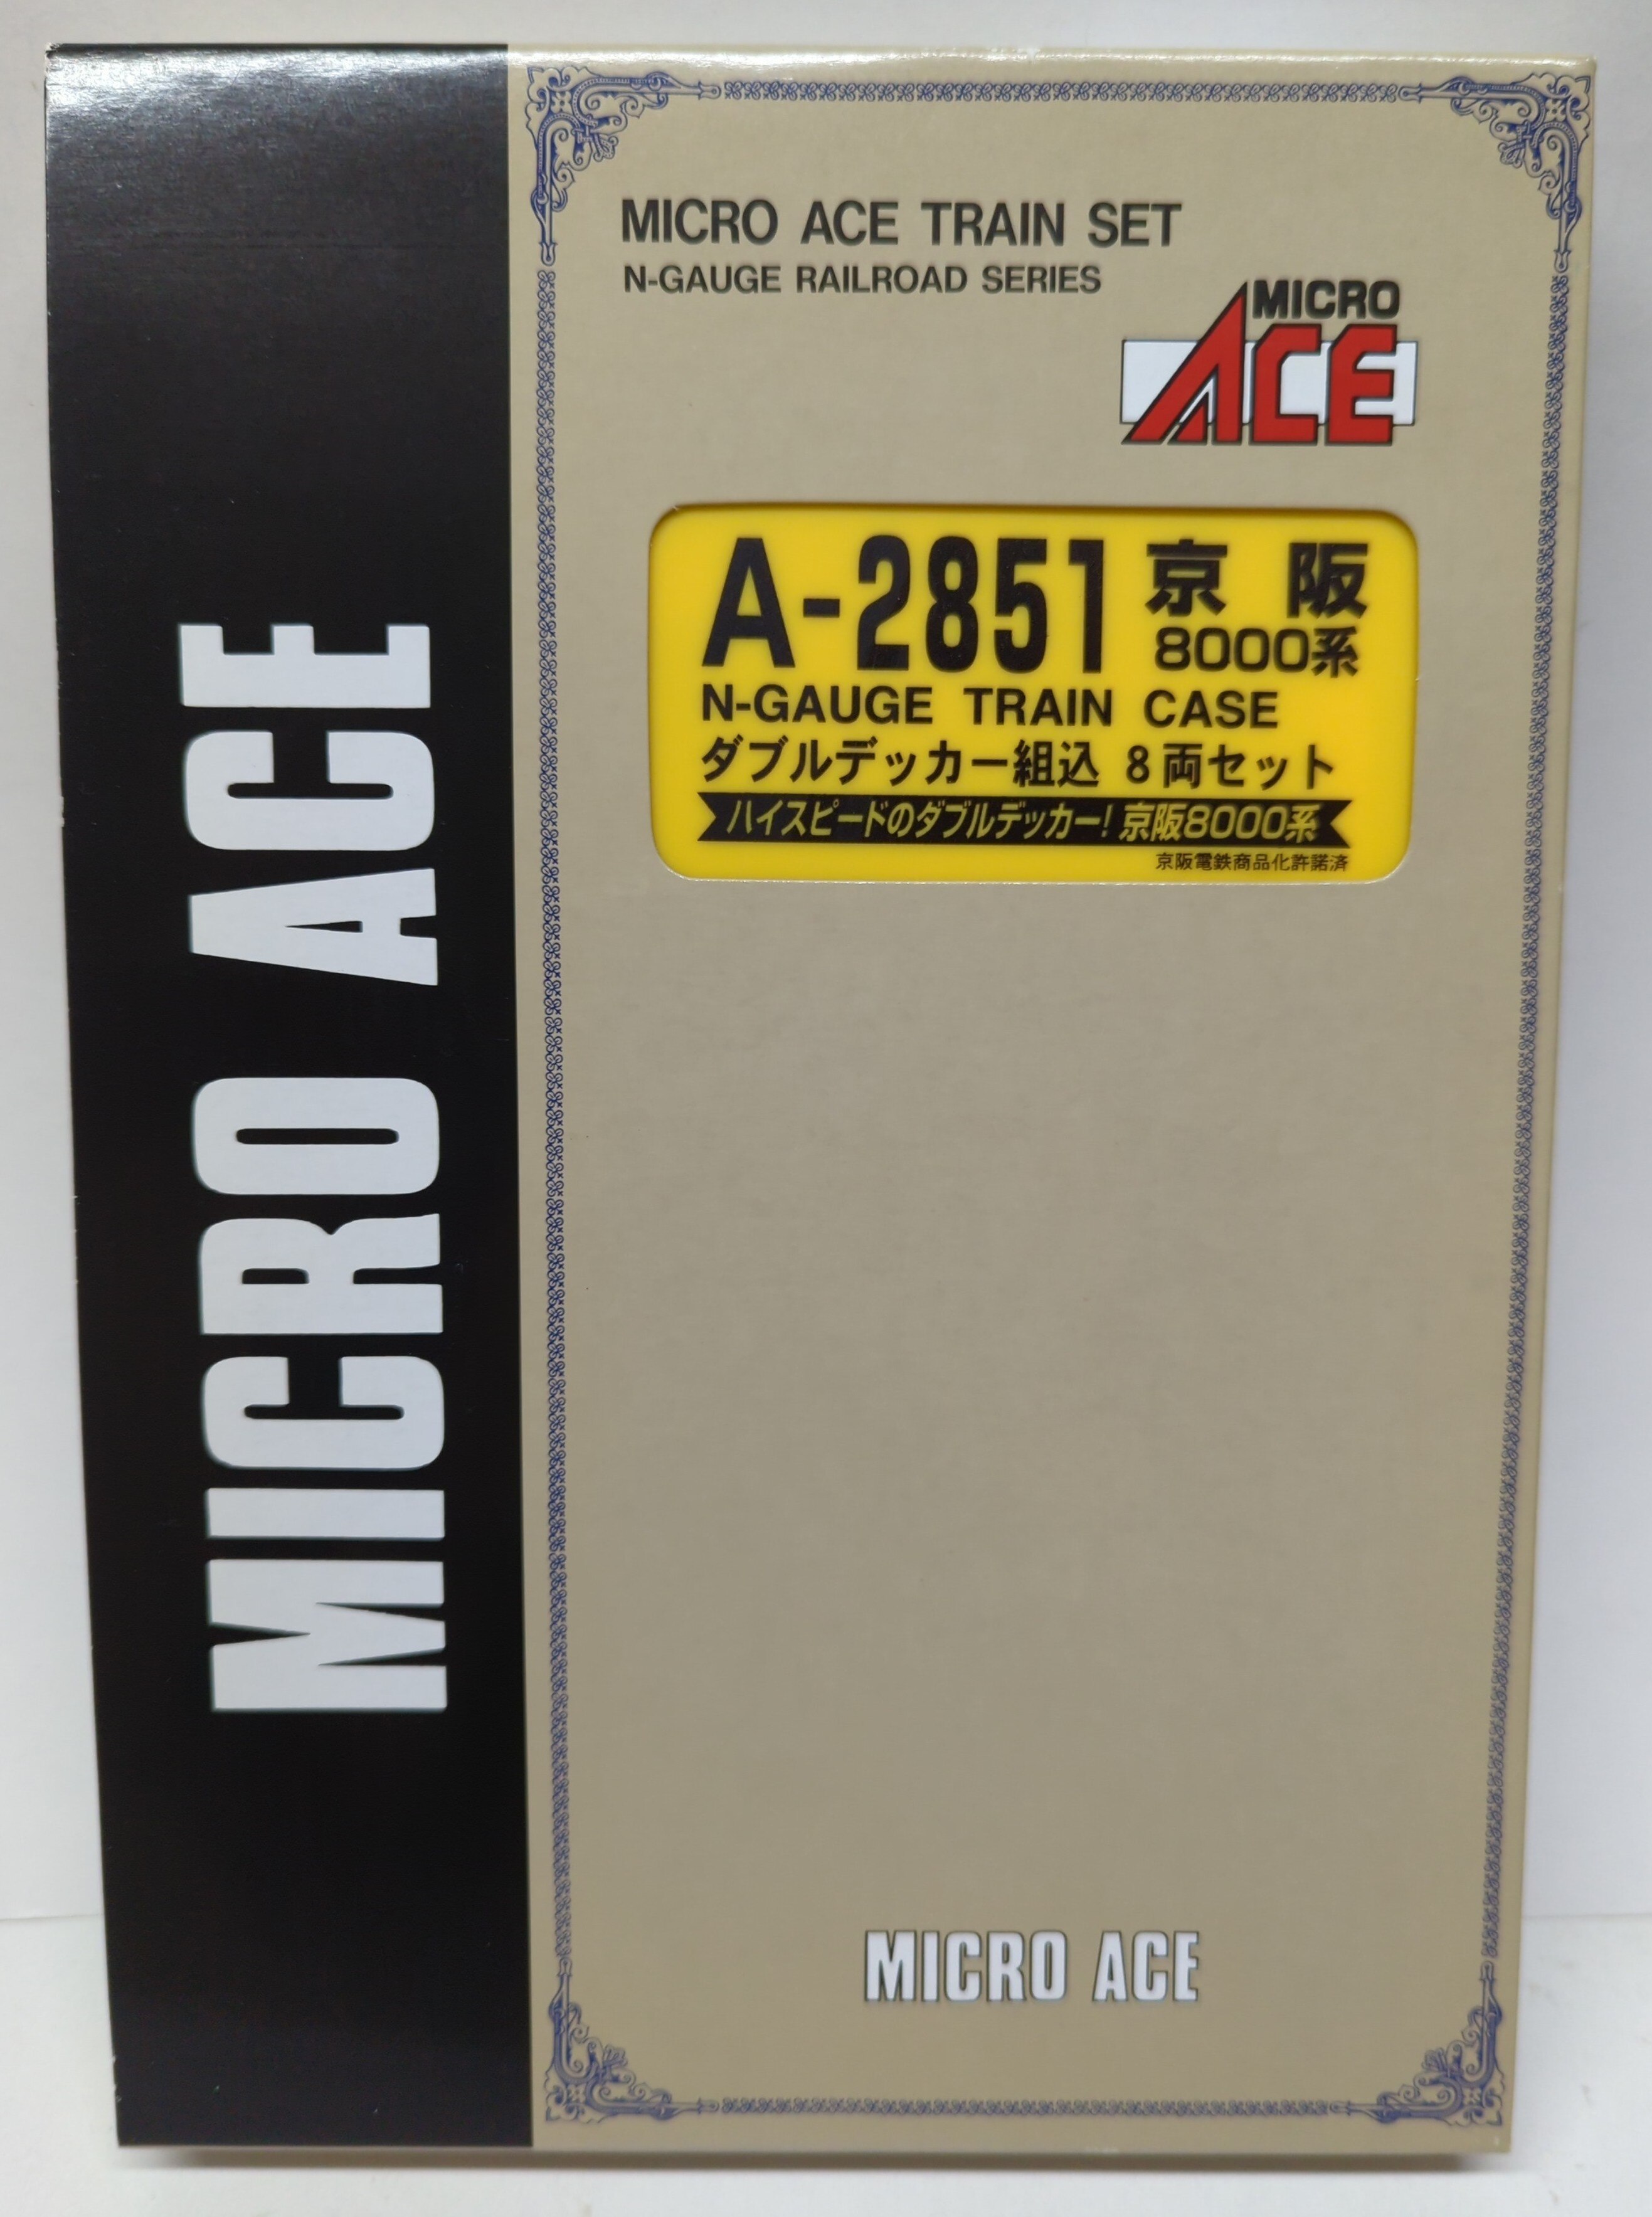 MICRO ACE
MICRO ACE TRAIN SET
N-GAUGE RAILROAD SERIES
MICRO
ACE
A-2851 京阪
8000系
N-GAUGE TRAIN CASE
ダブルデッカー組込 8両セット
ハイスピードのダブルデッカー! 京阪8000系
京阪電鉄商品化許諾済
MICRO ACE